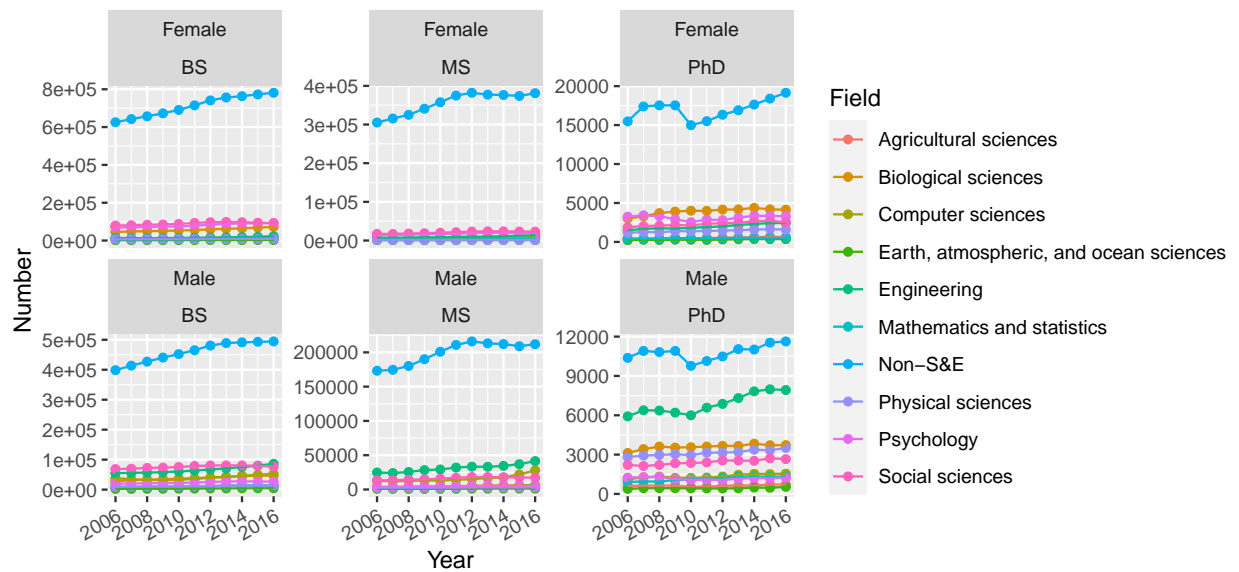 Female
Female
Female
BS
MS
PhD
8e+05
6e+05
4e+05
2e+05
0e+00
4e+05
3e+05
2e+05
1e+05
0e+00
20000
15000
10000
5000
0
Male
Male
Male
BS
MS
PhD
5e+05
4e+05
3e+05
2e+05
1e+05
0e+00
200000
150000
100000
50000
0
12000
9000
6000
3000
0
2006
2008
2010
2012
2014
2016
2006
2008
2010
2012
2014
2016
2006
2008
2010
2012
2014
2016
Number
Year
Field
Agricultural sciences
Biological sciences
Computer sciences
Earth, atmospheric, and ocean sciences
Engineering
Mathematics and statistics
Non−S&E
Physical sciences
Psychology
Social sciences